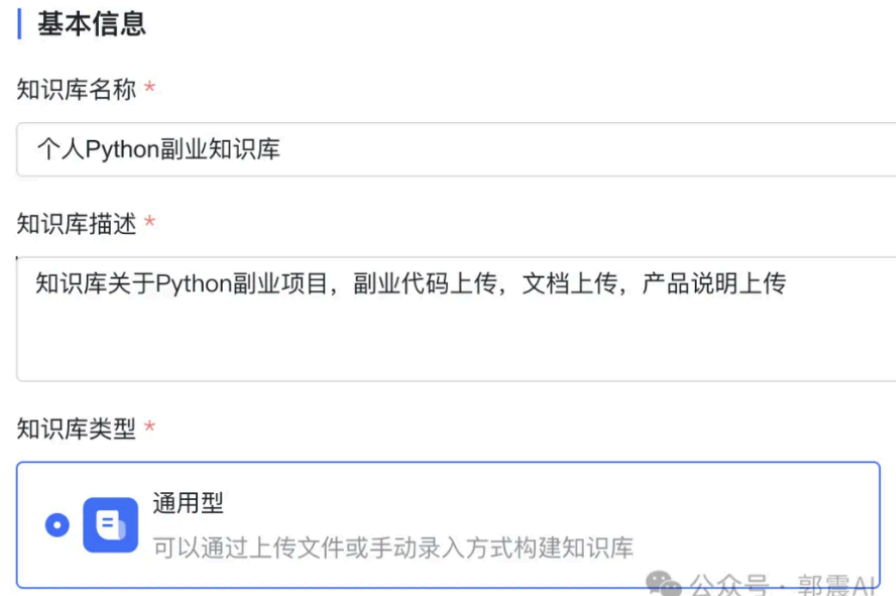 基本信息
知识库名称 *
个人Python副业知识库
知识库描述 *
知识库关于Python副业项目，副业代码上传，文档上传，产品说明上传
知识库类型 *
通用型
可以通过上传文件或手动录入方式构建知识库
公众号 · 郭震AI